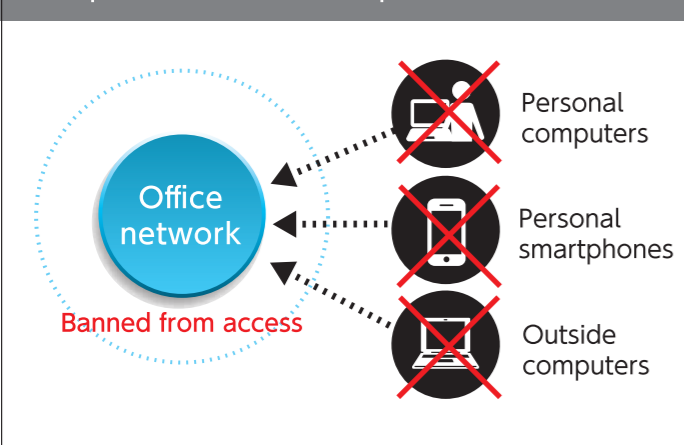 Office
network
Banned from access
Personal
computers
Personal
smartphones
Outside
computers